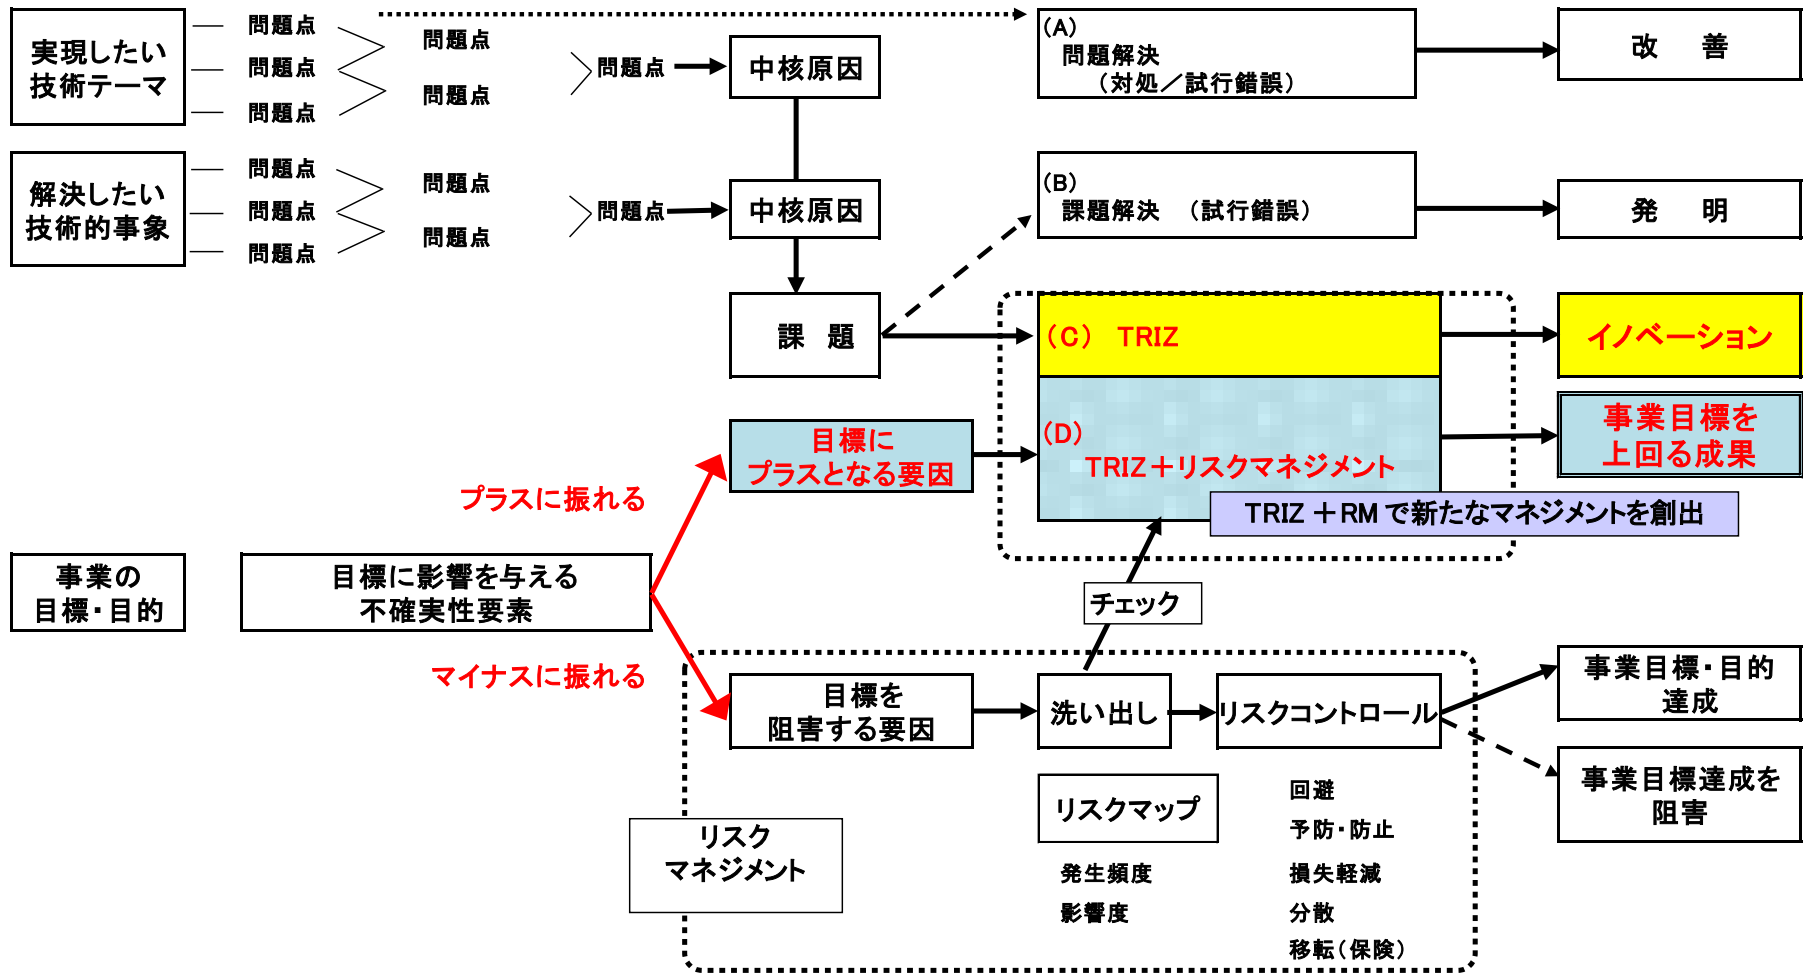 実現したい
技術テーマ
問題点
問題点
問題点
問題点
問題点
問題点
中核原因
(A)
問題解決
(対処／試行錯誤)
改　善
解決したい
技術的事象
問題点
問題点
問題点
問題点
問題点
問題点
中核原因
(B)
課題解決　(試行錯誤)
発　明
課　題
(C)　TRIZ
イノベーション
目標に
プラスとなる要因
(D)
TRIZ＋リスクマネジメント
事業目標を
上回る成果
TRIZ ＋RM で新たなマネジメントを創出
プラスに振れる
事業の
目標・目的
目標に影響を与える
不確実性要素
チェック
マイナスに振れる
目標を
阻害する要因
洗い出し
リスクコントロール
事業目標・目的
達成
事業目標達成を
阻害
リスク
マネジメント
リスクマップ
発生頻度
影響度
回避
予防・防止
損失軽減
分散
移転(保険)